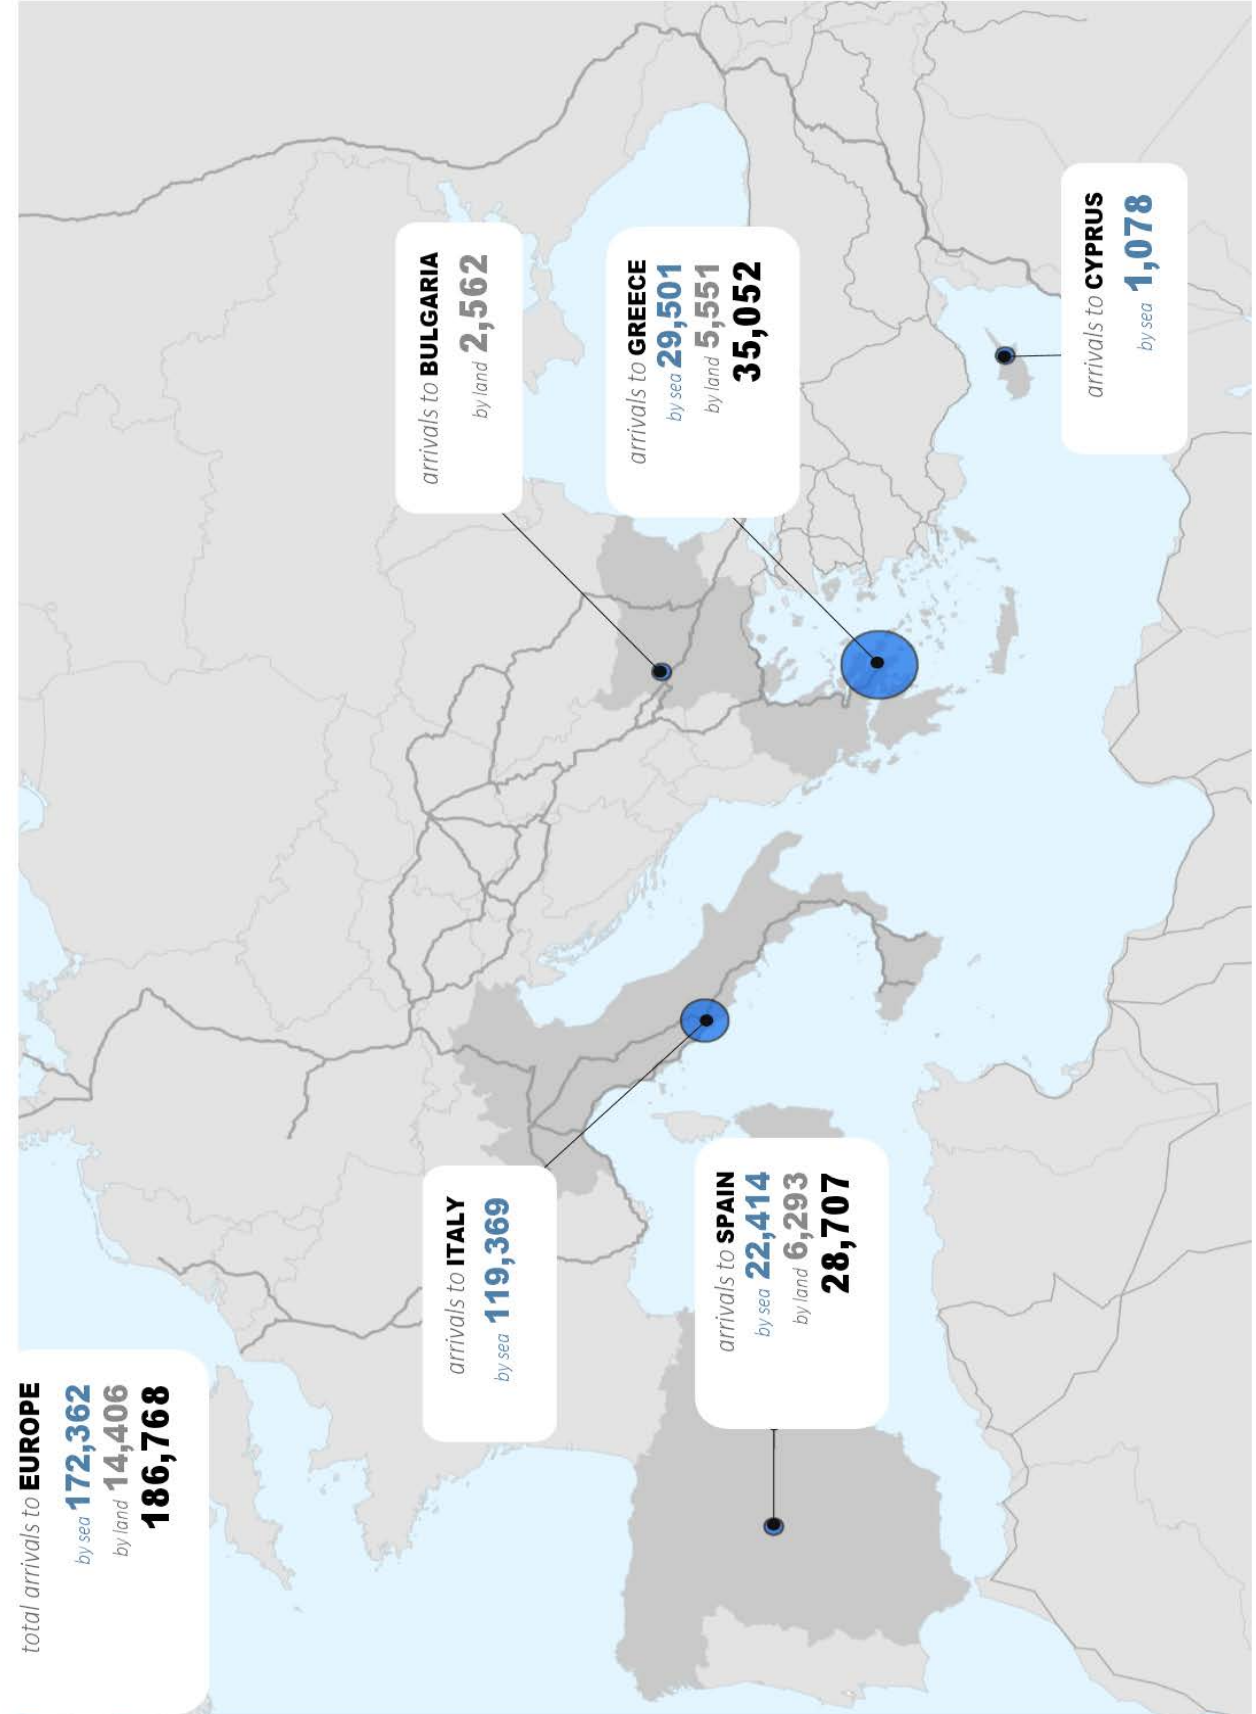 total arrivals to EUROPE
by sea 172,362
by land 14,406
186,768
arrivals to ITALY
by sea 119,369
arrivals to SPAIN
by sea 22,414
by land 6,293
28,707
arrivals to BULGARIA
by land 2,562
arrivals to GREECE
by sea 29,501
by land 5,551
35,052
arrivals to CYPRUS
by sea 1,078